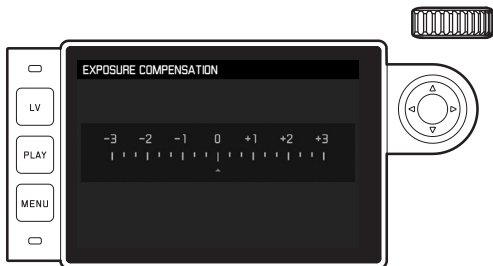 EXPOSURE COMPENSATION
LV
-3 -2 -1 0 +1 +2 +3
PLAY
MENU